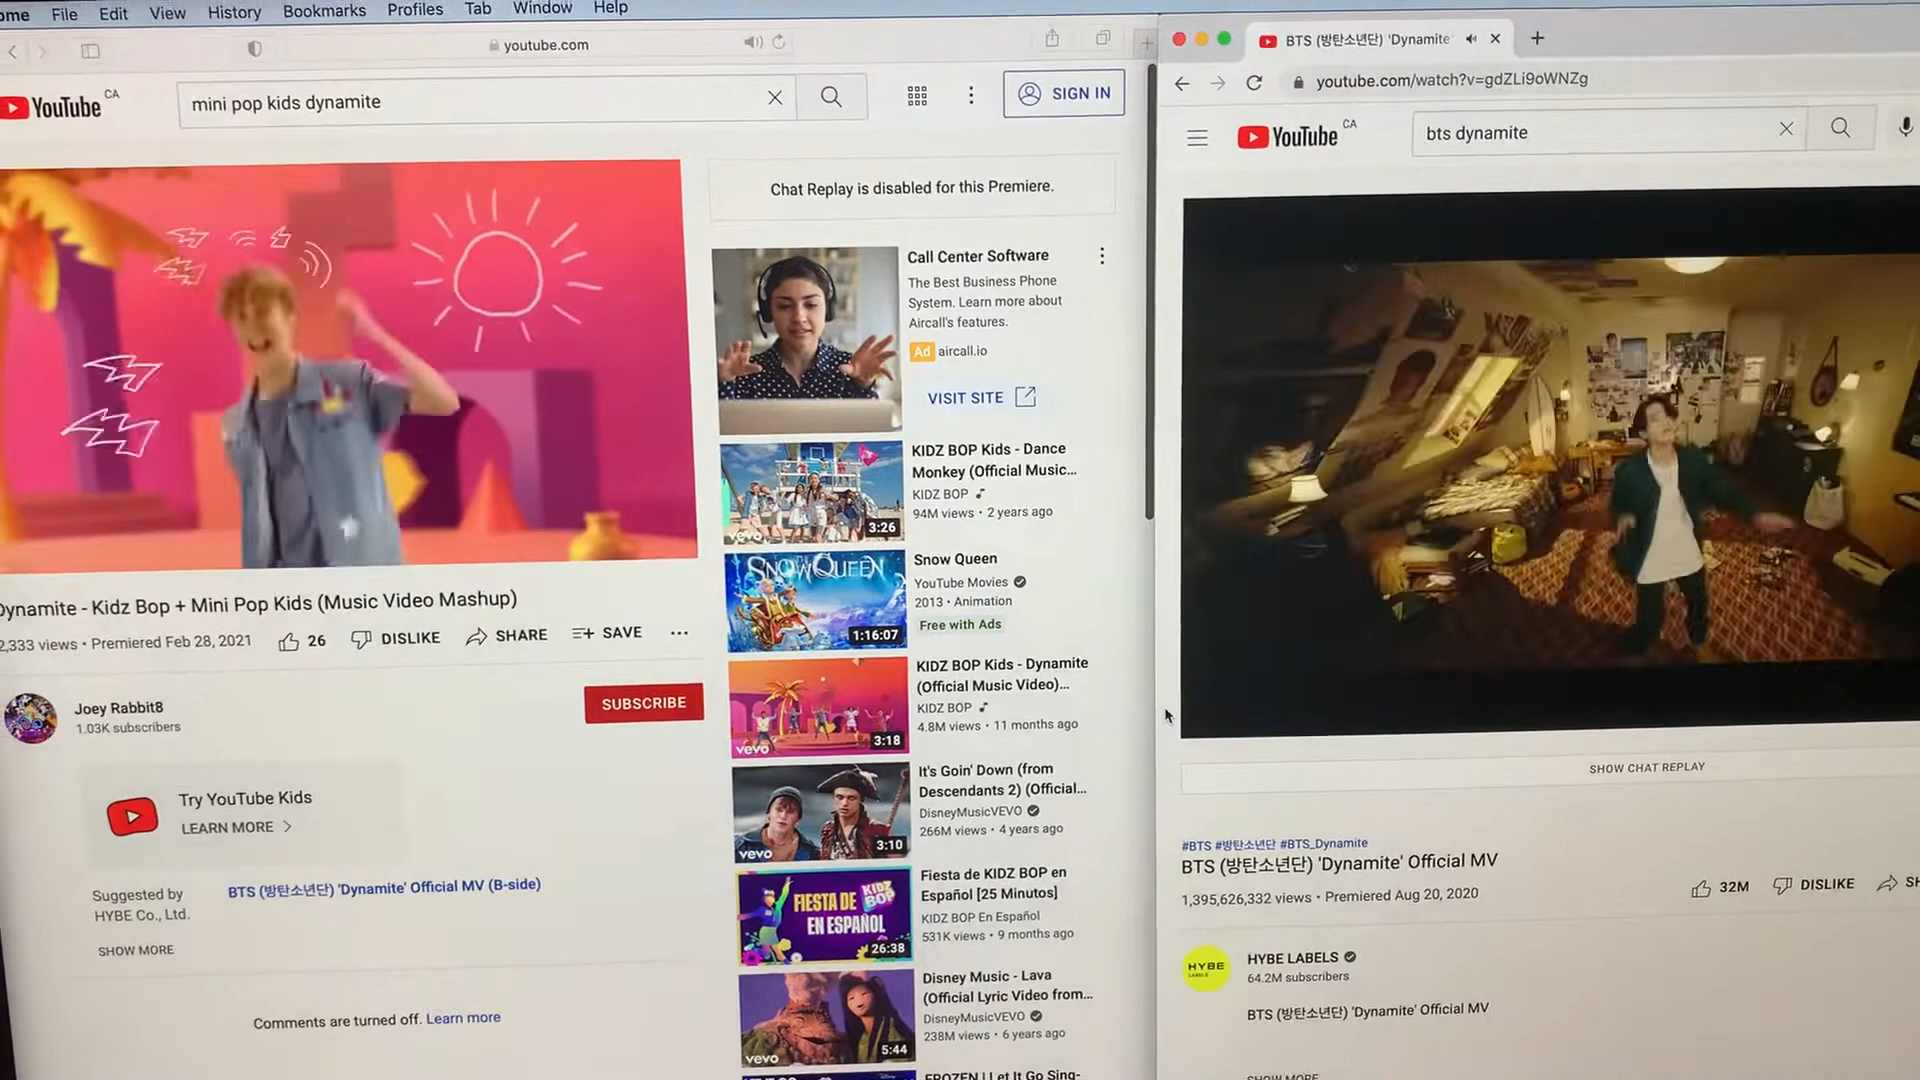 ome File Edit View History Bookmarks Profiles Tab Window Help
youtube.com
YouTube CA
mini pop kids dynamite
SIGN IN
Chat Replay is disabled for this Premiere.
Call Center Software
The Best Business Phone
System. Learn more about
Aircall's features.
Ad aircall.io
VISIT SITE
KIDZ BOP Kids - Dance
Monkey (Official Music...
KIDZ BOP
94M views • 2 years ago
vevo
3:26
SNOW QUEEN
1:16:07
Snow Queen
YouTube Movies
2013 • Animation
Free with Ads
vevo
3:18
KIDZ BOP Kids - Dynamite
(Official Music Video)...
KIDZ BOP
4.8M views • 11 months ago
vevo
3:10
It's Goin' Down (from
Descendants 2) (Official...
DisneyMusicVEVO
266M views • 4 years ago
FIESTA DE KIDZ BOP
EN ESPAÑOL
26:38
Fiesta de KIDZ BOP en
Español [25 Minutos]
KIDZ BOP En Español
531K views • 9 months ago
vevo
5:44
Disney Music - Lava
(Official Lyric Video from...
DisneyMusicVEVO
238M views • 6 years ago
FROZEN | Let It Go Sing-
Dynamite - Kidz Bop + Mini Pop Kids (Music Video Mashup)
2,333 views • Premiered Feb 28, 2021
26 DISLIKE SHARE SAVE
Joey Rabbit8
1.03K subscribers
SUBSCRIBE
Try YouTube Kids
LEARN MORE
Suggested by
HYBE Co., Ltd.
BTS (방탄소년단) 'Dynamite' Official MV (B-side)
SHOW MORE
Comments are turned off. Learn more
BTS (방탄소년단) 'Dynamite'
youtube.com/watch?v=gdZLi9oWNZg
YouTube CA
bts dynamite
SHOW CHAT REPLAY
#BTS #방탄소년단 #BTS_Dynamite
BTS (방탄소년단) 'Dynamite' Official MV
1,395,626,332 views • Premiered Aug 20, 2020
32M DISLIKE SH
HYBE LABELS
HYBE LABELS
64.2M subscribers
BTS (방탄소년단) 'Dynamite' Official MV
SHOW MORE